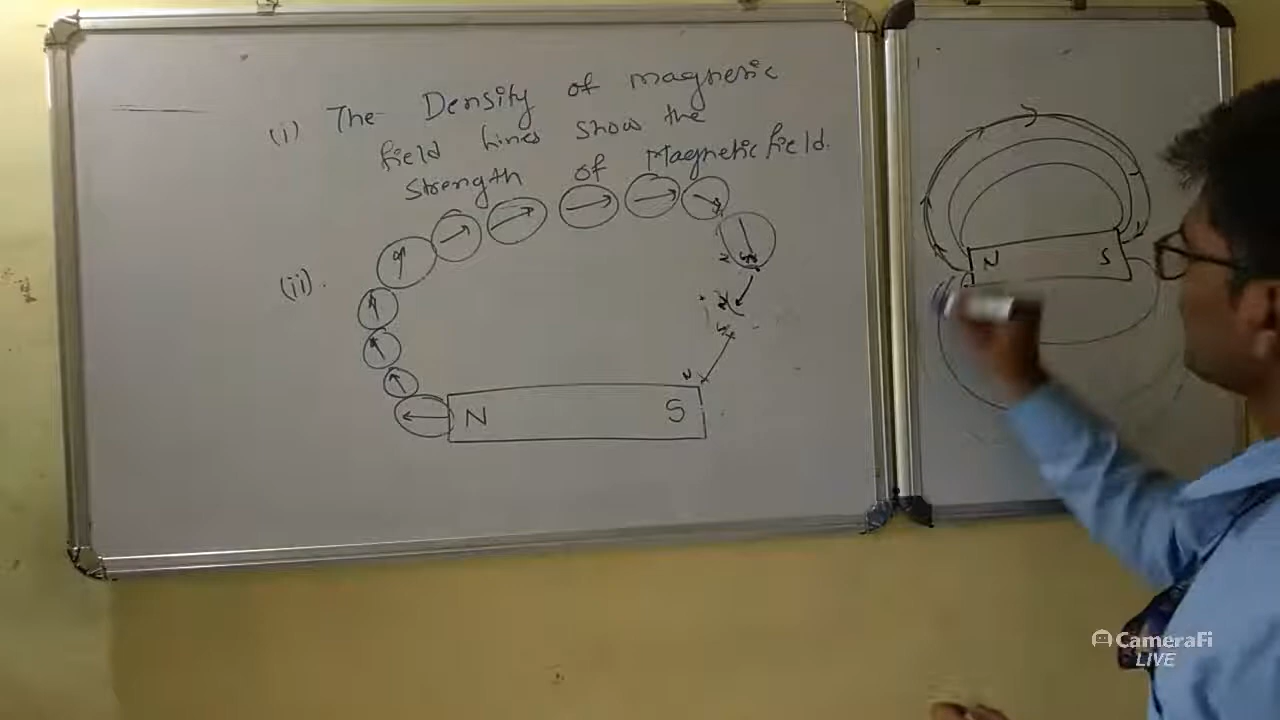 (i) The Density of magnetic
field Lines show the
strength of Magnetic field.
(ii).
N S
N S
CameraFi
LIVE